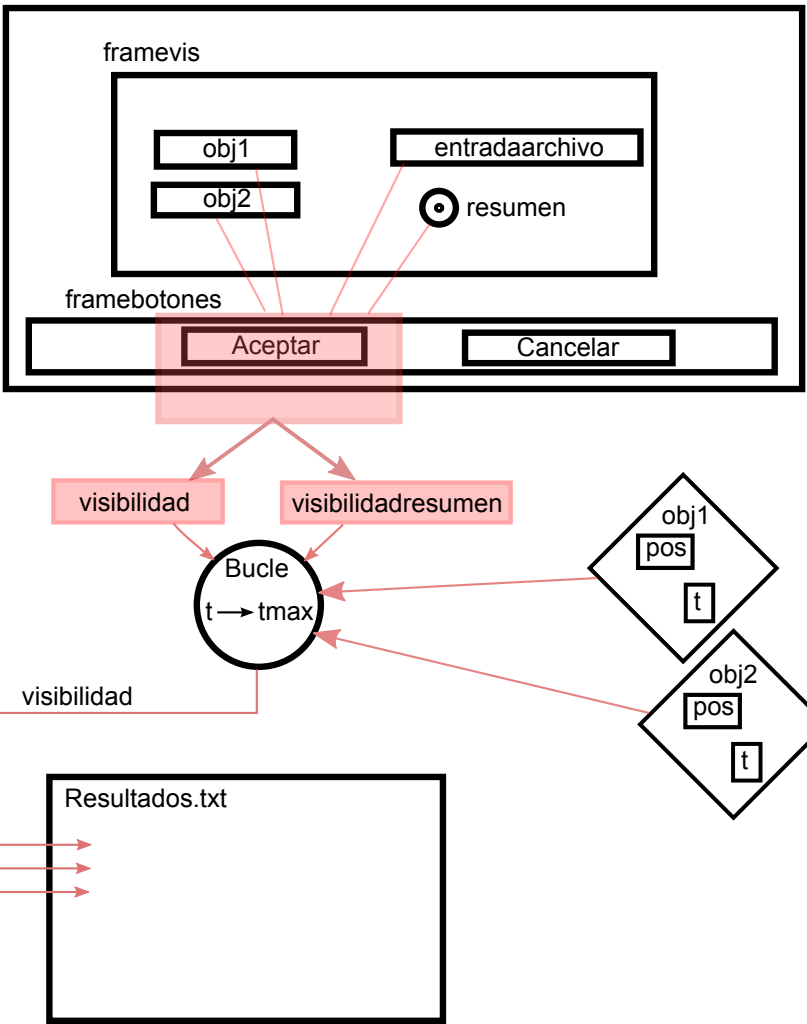 framevis
obj1
entradaarchivo
obj2
resumen
framebotones
Aceptar
Cancelar
visibilidad
visibilidadresumen
obj1
pos
t
Bucle
t tmax
obj2
pos
t
visibilidad
Resultados.txt